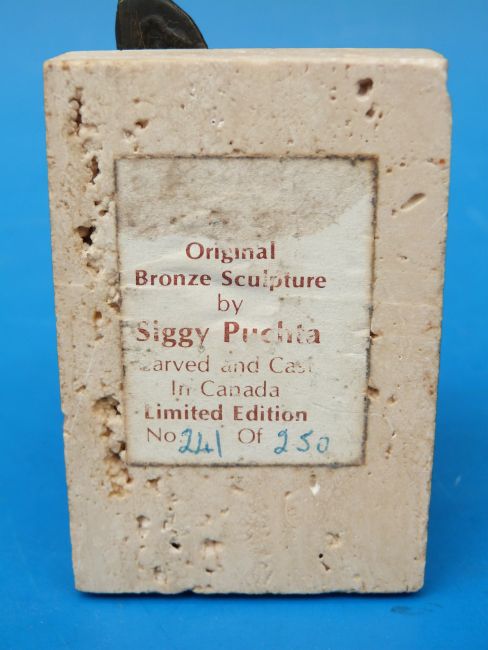 Original
Bronze Sculpture
by
Siggy Puchta
Carved and Cast
In Canada
Limited Edition
No. 241 Of 250